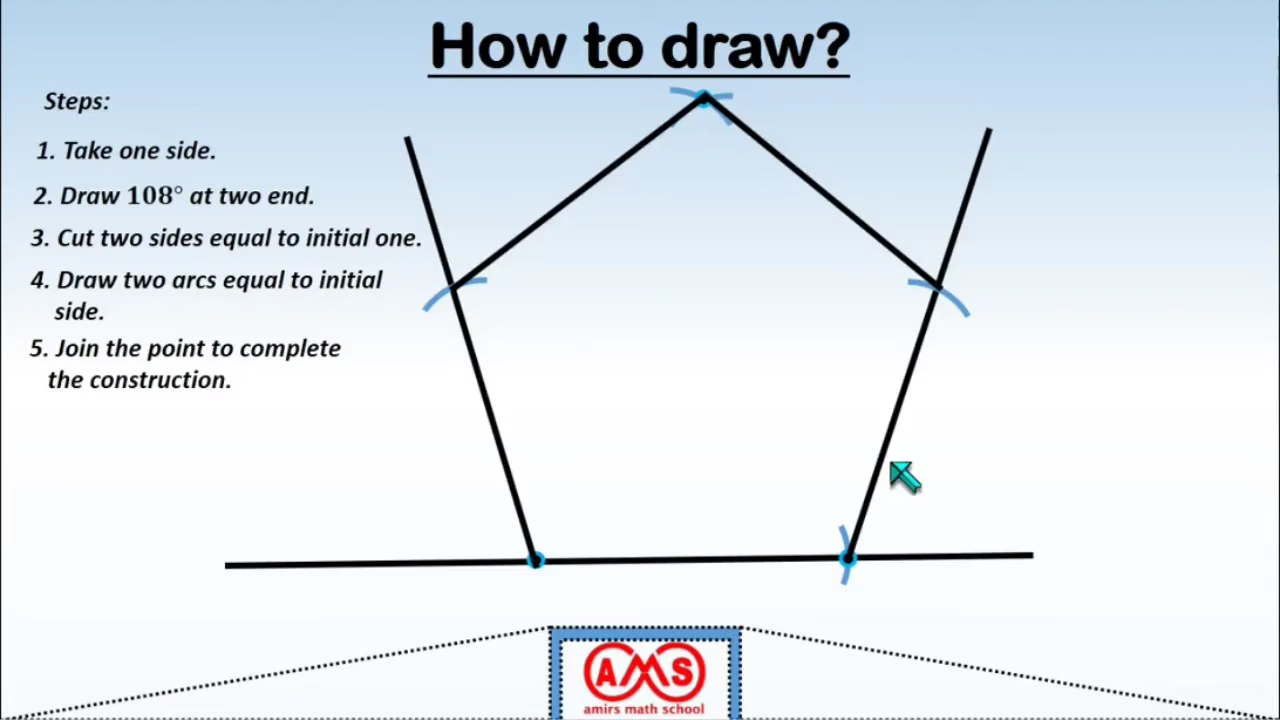 How to draw?
Steps:
1. Take one side.
2. Draw 108° at two end.
3. Cut two sides equal to initial one.
4. Draw two arcs equal to initial
side.
5. Join the point to complete
the construction.
AMS
amirs math school